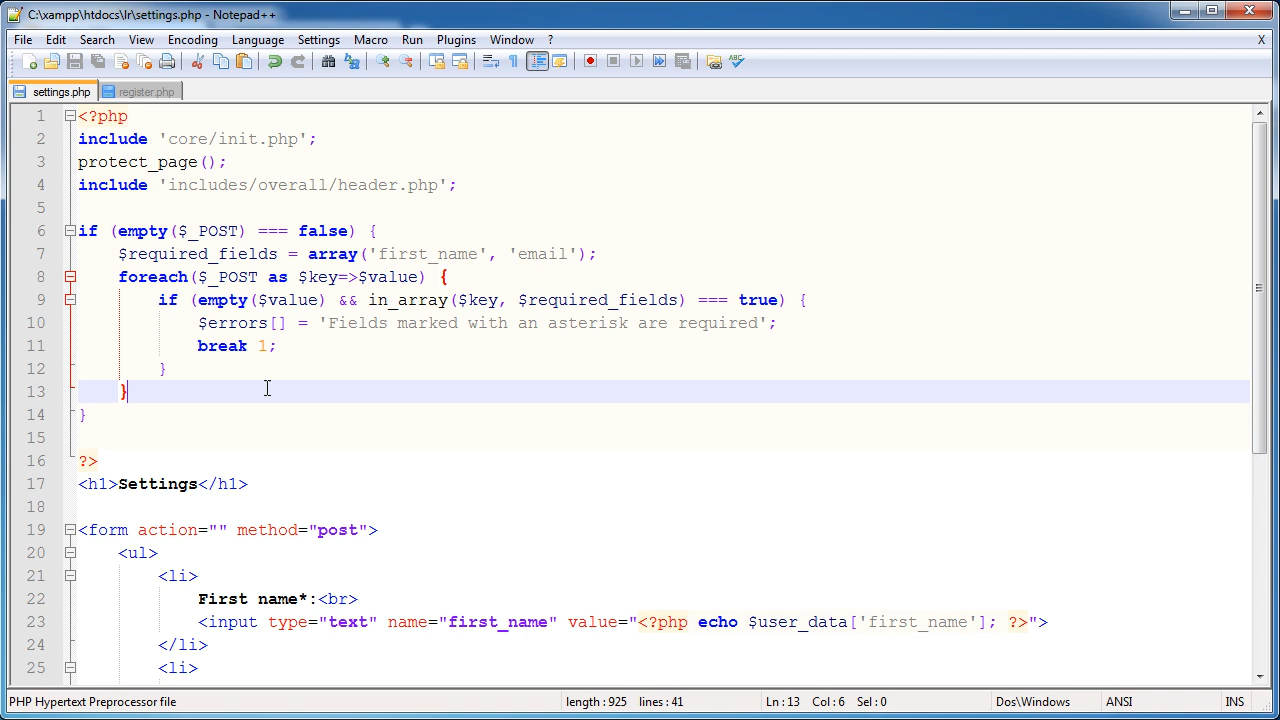 C:\xampp\htdocs\lr\settings.php - Notepad++
File Edit Search View Encoding Language Settings Macro Run Plugins Window ? X
settings.php register.php
1 <?php
2 include 'core/init.php';
3 protect_page();
4 include 'includes/overall/header.php';
5
6 if (empty($_POST) === false) {
7 $required_fields = array('first_name', 'email');
8 foreach($_POST as $key=>$value) {
9 if (empty($value) && in_array($key, $required_fields) === true) {
10 $errors[] = 'Fields marked with an asterisk are required';
11 break 1;
12 }
13 }
14 }
15
16 ?>
17 <h1>Settings</h1>
18
19 <form action="" method="post">
20 <ul>
21 <li>
22 First name*:<br>
23 <input type="text" name="first_name" value="<?php echo $user_data['first_name']; ?>">
24 </li>
25 <li>
PHP Hypertext Preprocessor file length : 925 lines : 41 Ln : 13 Col : 6 Sel : 0 Dos\Windows ANSI INS